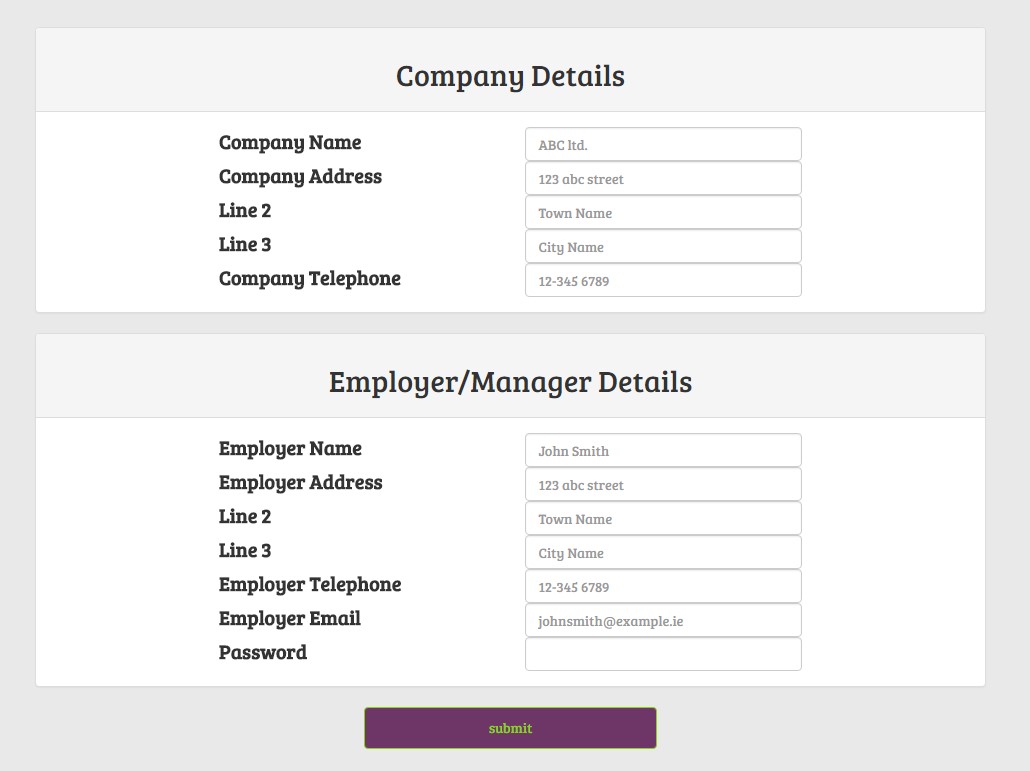 Company Details
Company Name ABC ltd.
Company Address 123 abc street
Line 2 Town Name
Line 3 City Name
Company Telephone 12-345 6789
Employer/Manager Details
Employer Name John Smith
Employer Address 123 abc street
Line 2 Town Name
Line 3 City Name
Employer Telephone 12-345 6789
Employer Email johnsmith@example.ie
Password
submit